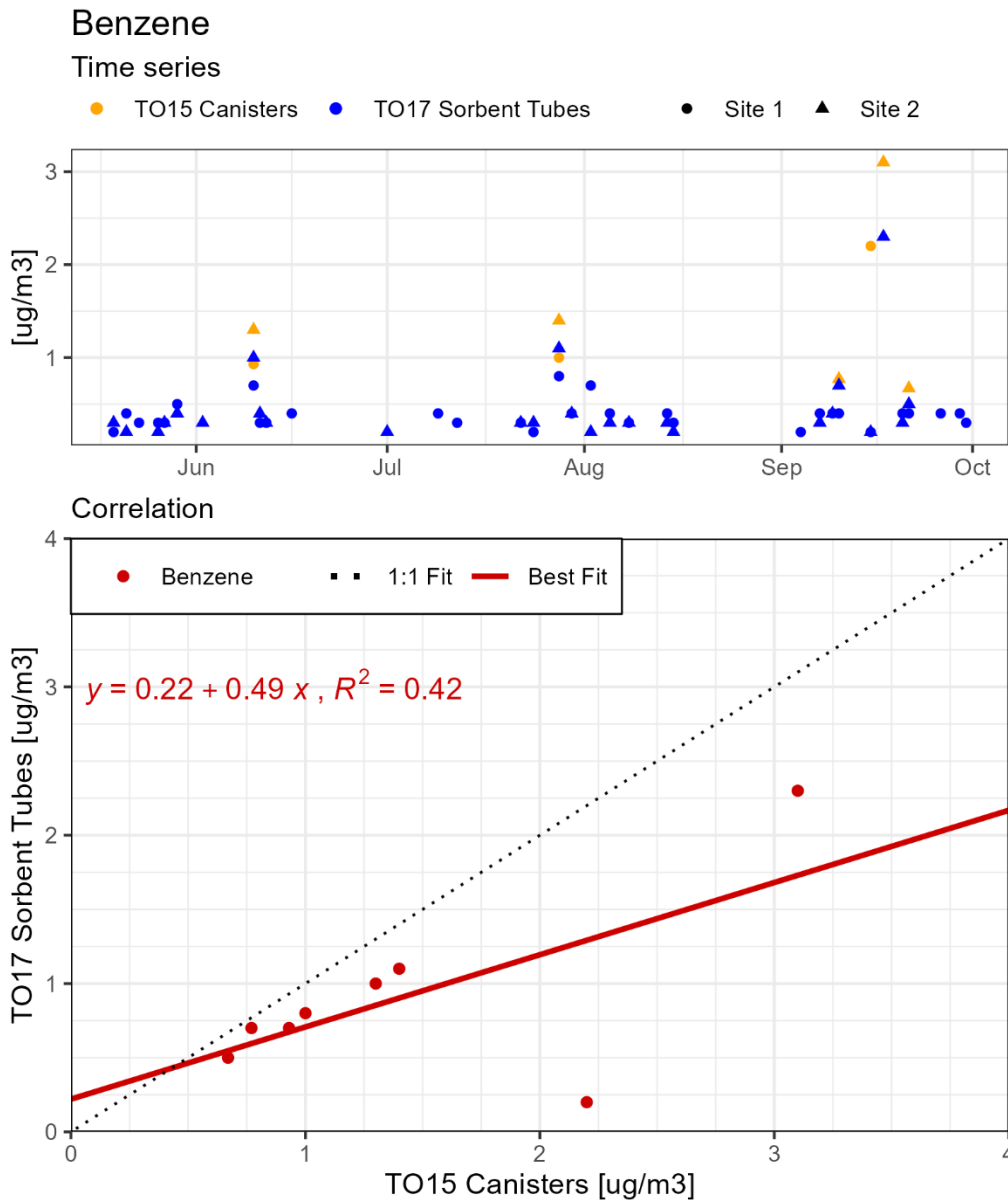 Benzene
Time series
TO15 Canisters TO17 Sorbent Tubes Site 1 Site 2
3
2
1
[ug/m3]
Jun Jul Aug Sep Oct
Correlation
4
Benzene 1:1 Fit Best Fit
y = 0.22 + 0.49 x , R² = 0.42
3
2
1
0
TO17 Sorbent Tubes [ug/m3]
0 1 2 3 4
TO15 Canisters [ug/m3]